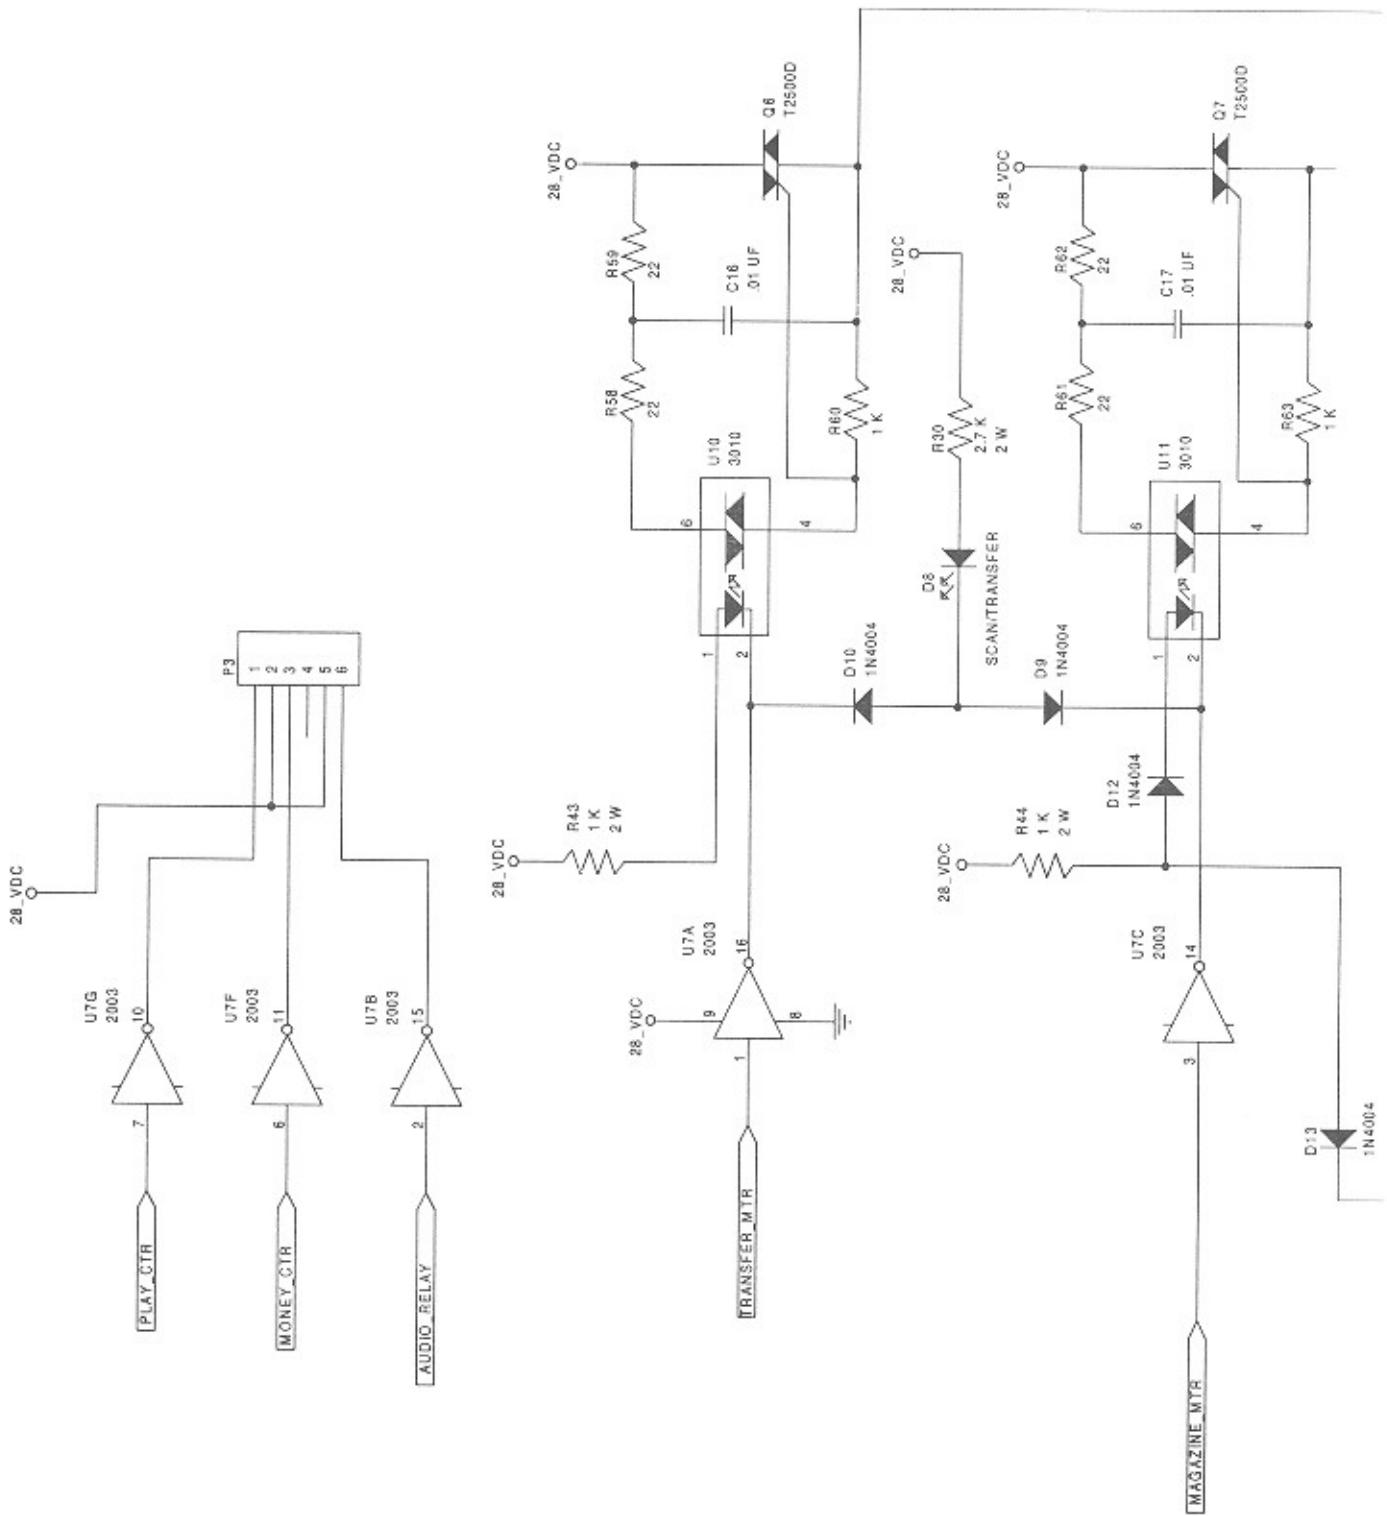 PLAY_CTR
7
U7G
2003
10
28_VDC
MONEY_CTR
6
U7F
2003
11
AUDIO_RELAY
2
U7B
2003
15
P3
1
2
3
4
5
6
TRANSFER_MTR
1
28_VDC
9
8
U7A
2003
16
28_VDC
R43
1 K
2 W
1
2
U10
3010
6
4
R58
22
R59
22
28_VDC
C16
.01 UF
Q6
T2500D
R60
1 K
D10
1N4004
D8
SCAN/TRANSFER
R30
2.7 K
2 W
28_VDC
D9
1N4004
MAGAZINE_MTR
3
U7C
2003
14
28_VDC
R44
1 K
2 W
D12
1N4004
1
2
U11
3010
6
4
R61
22
R62
22
28_VDC
C17
.01 UF
Q7
T2500D
R63
1 K
D13
1N4004